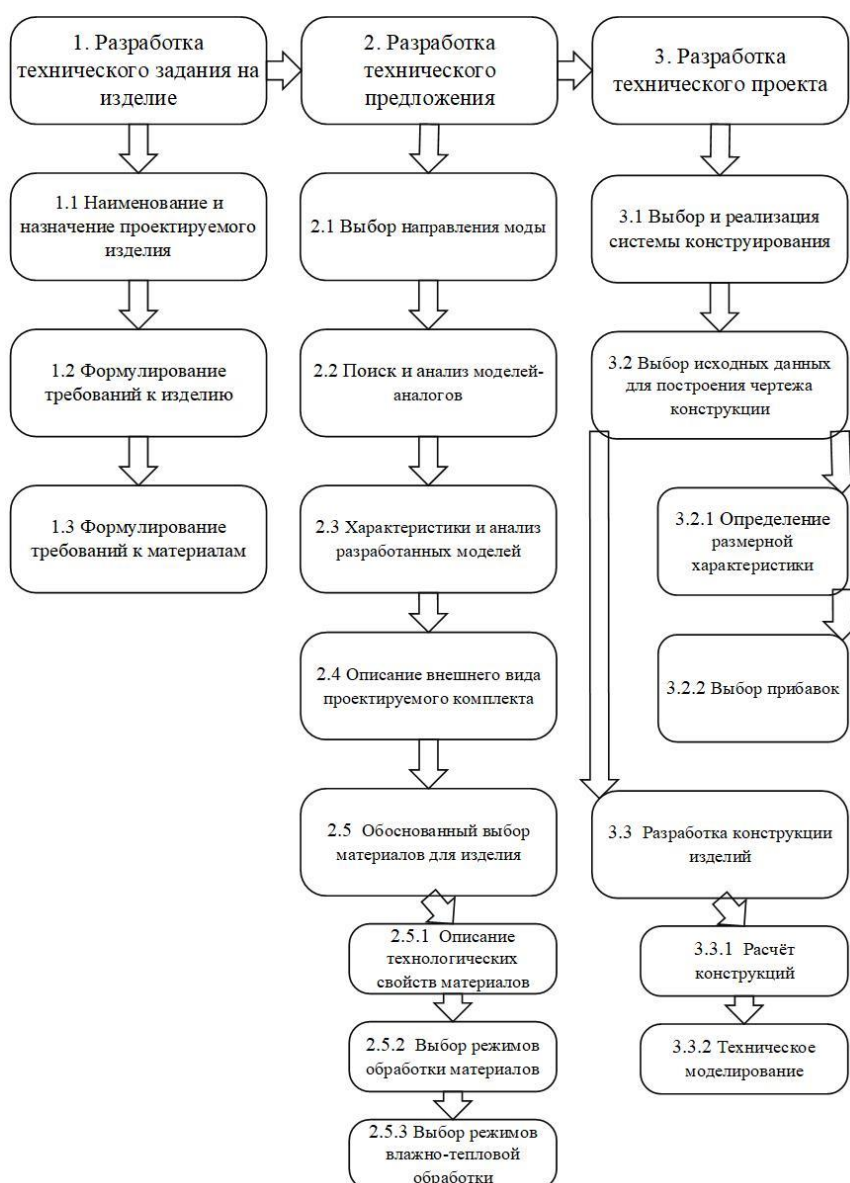 1. Разработка
технического задания на
изделие
2. Разработка
технического
предложения
3. Разработка
технического проекта
1.1 Наименование и
назначение проектируемого
изделия
1.2 Формулирование
требований к изделию
1.3 Формулирование
требований к материалам
2.1 Выбор направления моды
2.2 Поиск и анализ моделей-
аналогов
2.3 Характеристики и анализ
разработанных моделей
2.4 Описание внешнего вида
проектируемого комплекта
2.5 Обоснованный выбор
материалов для изделия
2.5.1 Описание
технологических
свойств материалов
2.5.2 Выбор режимов
обработки материалов
2.5.3 Выбор режимов
влажно-тепловой
обработки
3.1 Выбор и реализация
системы конструирования
3.2 Выбор исходных данных
для построения чертежа
конструкции
3.2.1 Определение
размерной
характеристики
3.2.2 Выбор прибавок
3.3 Разработка конструкции
изделий
3.3.1 Расчёт
конструкций
3.3.2 Техническое
моделирование